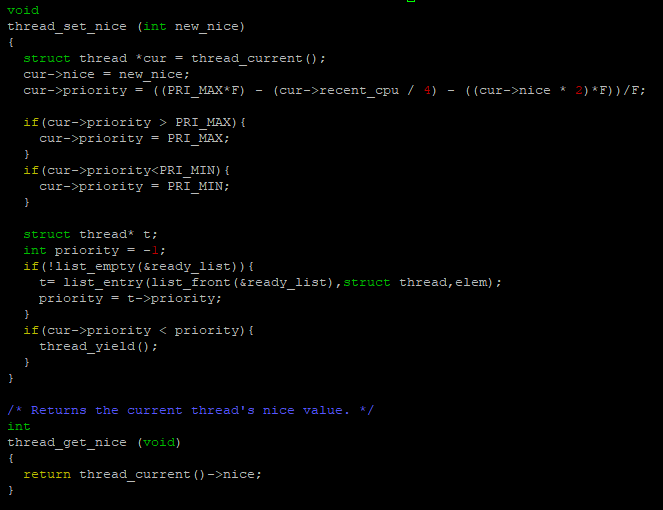 void
thread_set_nice (int new_nice)
{
  struct thread *cur = thread_current();
  cur->nice = new_nice;
  cur->priority = ((PRI_MAX*F) - (cur->recent_cpu / 4) - ((cur->nice * 2)*F))/F;

  if(cur->priority > PRI_MAX){
    cur->priority = PRI_MAX;
  }
  if(cur->priority<PRI_MIN){
    cur->priority = PRI_MIN;
  }

  struct thread* t;
  int priority = -1;
  if(!list_empty(&ready_list)){
    t= list_entry(list_front(&ready_list),struct thread,elem);
    priority = t->priority;
  }
  if(cur->priority < priority){
    thread_yield();
  }
}

/* Returns the current thread's nice value. */
int
thread_get_nice (void)
{
  return thread_current()->nice;
}